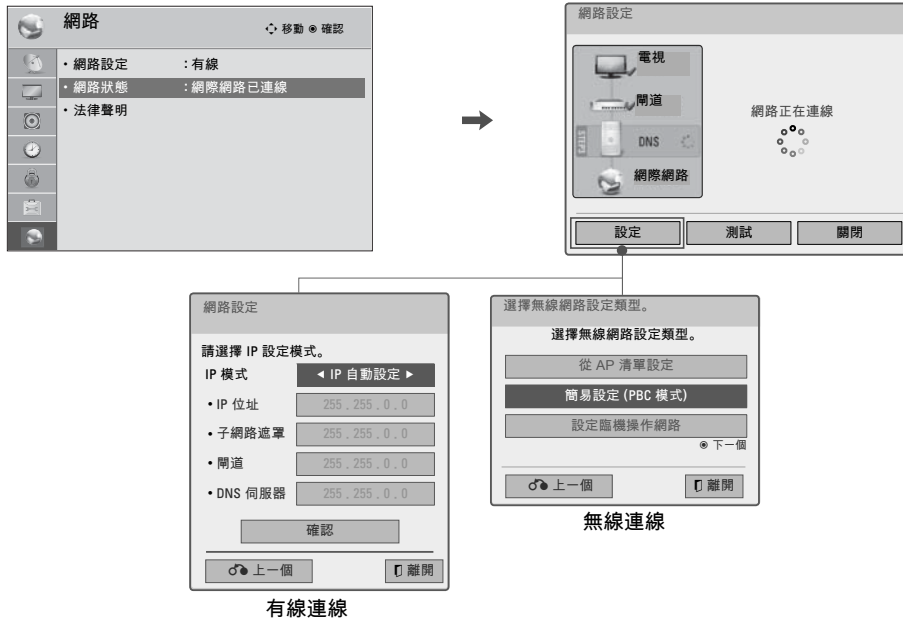 網路
移動 ◉ 確認
• 網路設定 : 有線
• 網路狀態 : 網際網路已連線
• 法律聲明
網路設定
電視
閘道
STEP3
DNS
網際網路
網路正在連線
設定
測試
關閉
網路設定
請選擇 IP 設定模式。
IP 模式
◀ IP 自動設定 ▶
• IP 位址
255 . 255 . 0 . 0
• 子網路遮罩
255 . 255 . 0 . 0
• 閘道
255 . 255 . 0 . 0
• DNS 伺服器
255 . 255 . 0 . 0
確認
上一個
離開
有線連線
選擇無線網路設定類型。
選擇無線網路設定類型。
從 AP 清單設定
簡易設定 (PBC 模式)
設定臨機操作網路
◉ 下一個
上一個
離開
無線連線